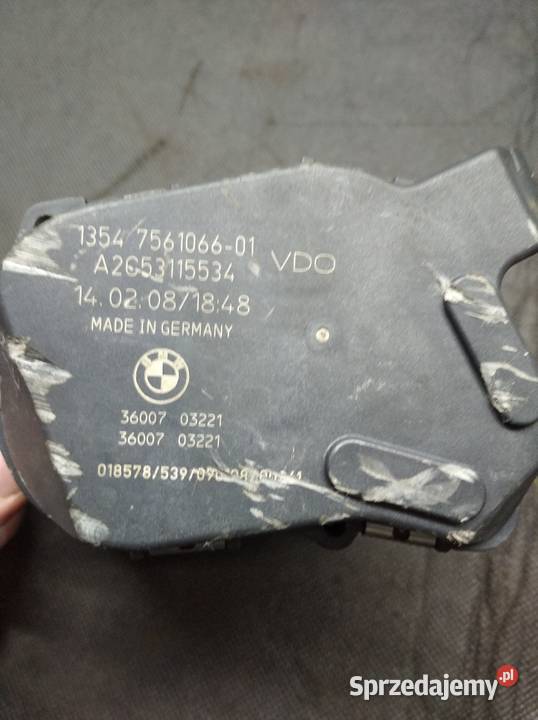 1354 7561066-01
VDO
A2C53115534
14.02.08/18:48
MADE IN GERMANY
BMW
36007 03221
36007 03221
Sprzedajemy.pl